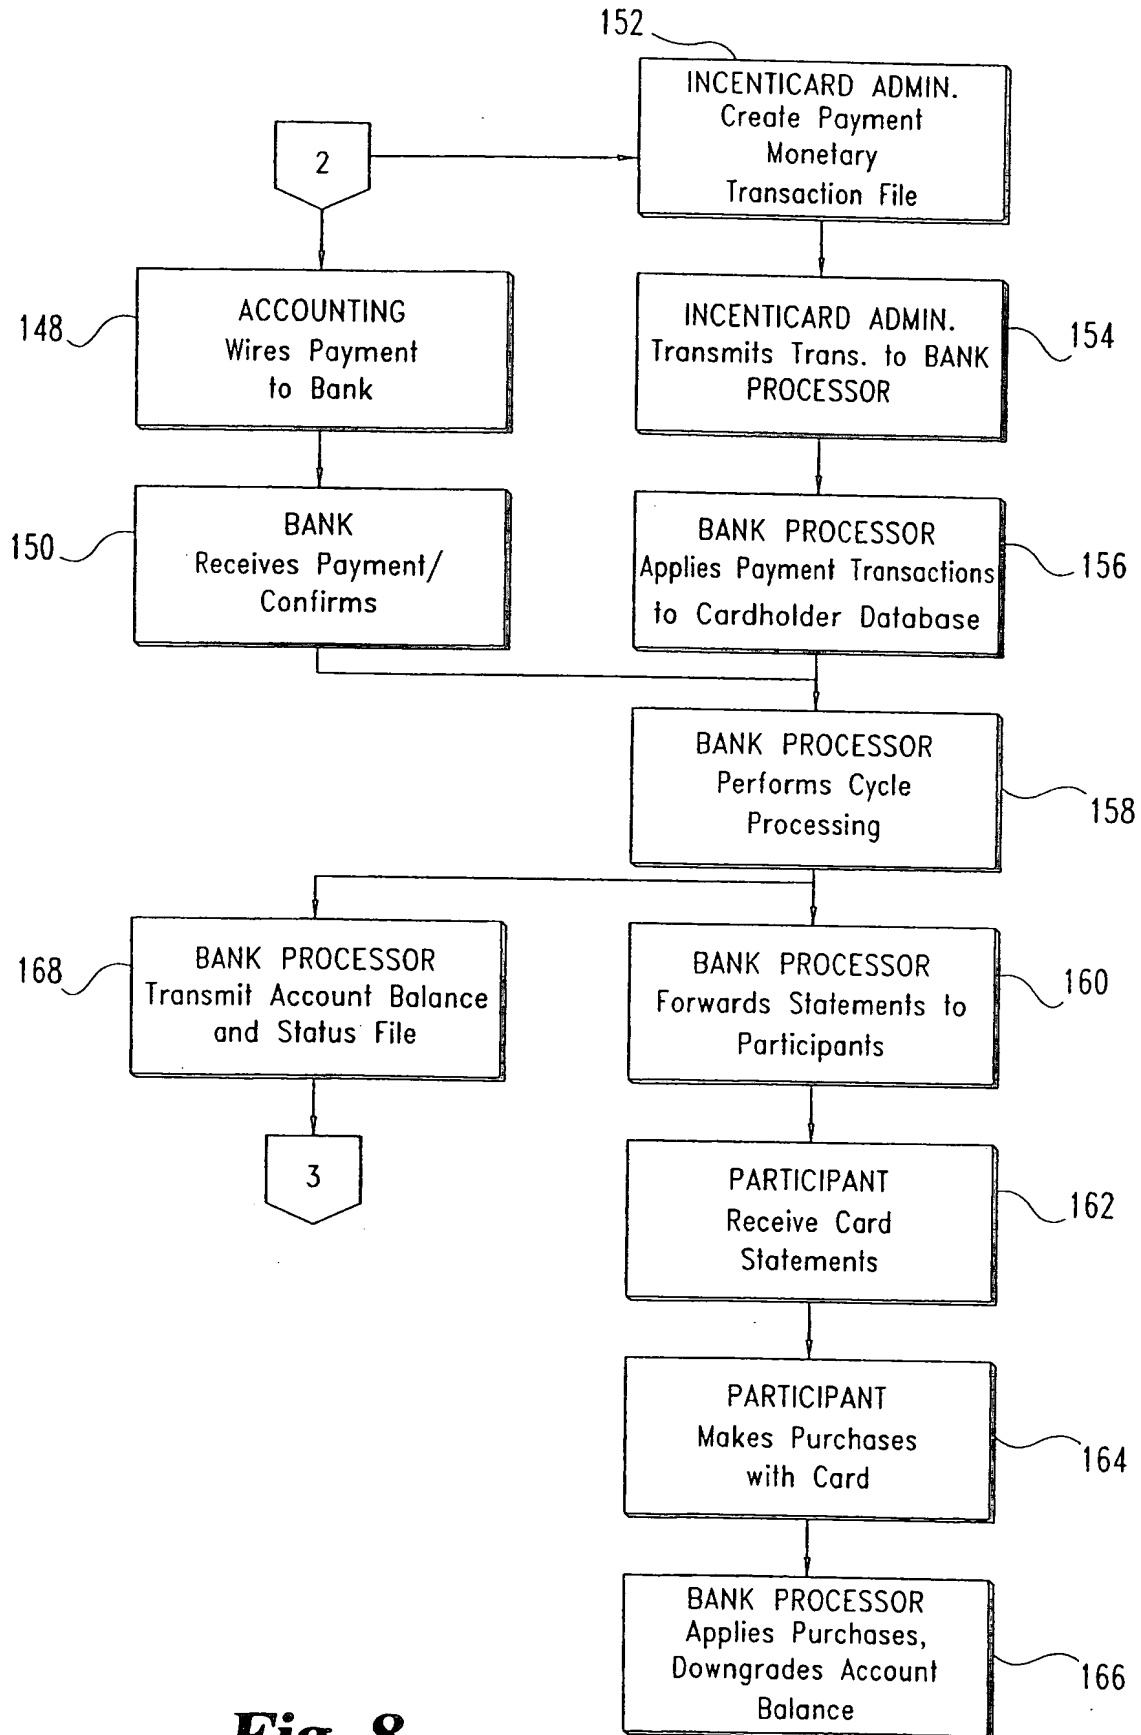 152
INCENTICARD ADMIN.
Create Payment
Monetary
Transaction File
2
148
ACCOUNTING
Wires Payment
to Bank
INCENTICARD ADMIN.
Transmits Trans. to BANK
PROCESSOR
154
150
BANK
Receives Payment/
Confirms
BANK PROCESSOR
Applies Payment Transactions
to Cardholder Database
156
BANK PROCESSOR
Performs Cycle
Processing
158
168
BANK PROCESSOR
Transmit Account Balance
and Status File
BANK PROCESSOR
Forwards Statements to
Participants
160
3
PARTICIPANT
Receive Card
Statements
162
PARTICIPANT
Makes Purchases
with Card
164
BANK PROCESSOR
Applies Purchases,
Downgrades Account
Balance
166
Fig. 8